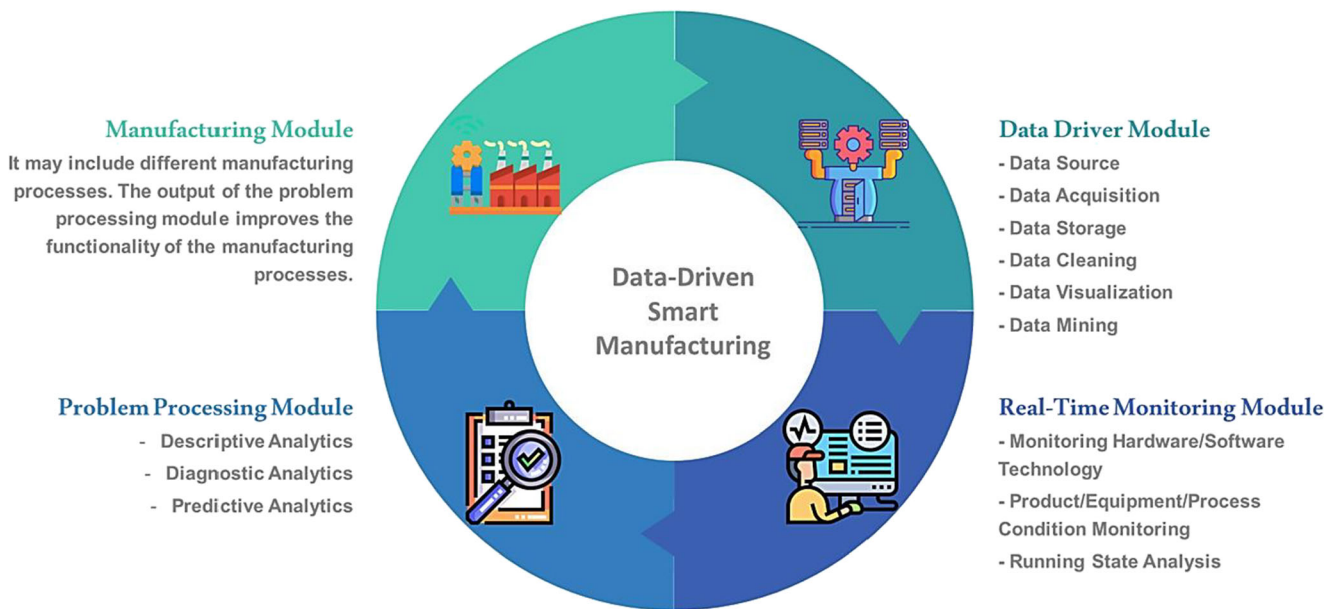 Manufacturing Module
It may include different manufacturing
processes. The output of the problem
processing module improves the
functionality of the manufacturing
processes.
Data Driver Module
- Data Source
- Data Acquisition
- Data Storage
- Data Cleaning
- Data Visualization
- Data Mining
Data-Driven
Smart
Manufacturing
Problem Processing Module
- Descriptive Analytics
- Diagnostic Analytics
- Predictive Analytics
Real-Time Monitoring Module
- Monitoring Hardware/Software
Technology
- Product/Equipment/Process
Condition Monitoring
- Running State Analysis